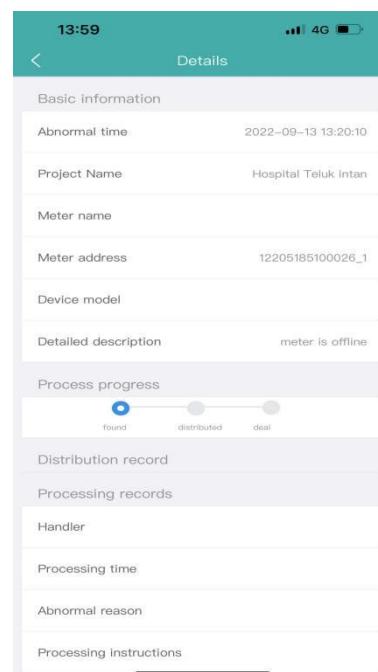 13:59 4G
Details
Basic information
Abnormal time 2022-09-13 13:20:10
Project Name Hospital Teluk intan
Meter name
Meter address 12205185100026_1
Device model
Detailed description meter is offline
Process progress
found distributed deal
Distribution record
Processing records
Handler
Processing time
Abnormal reason
Processing instructions